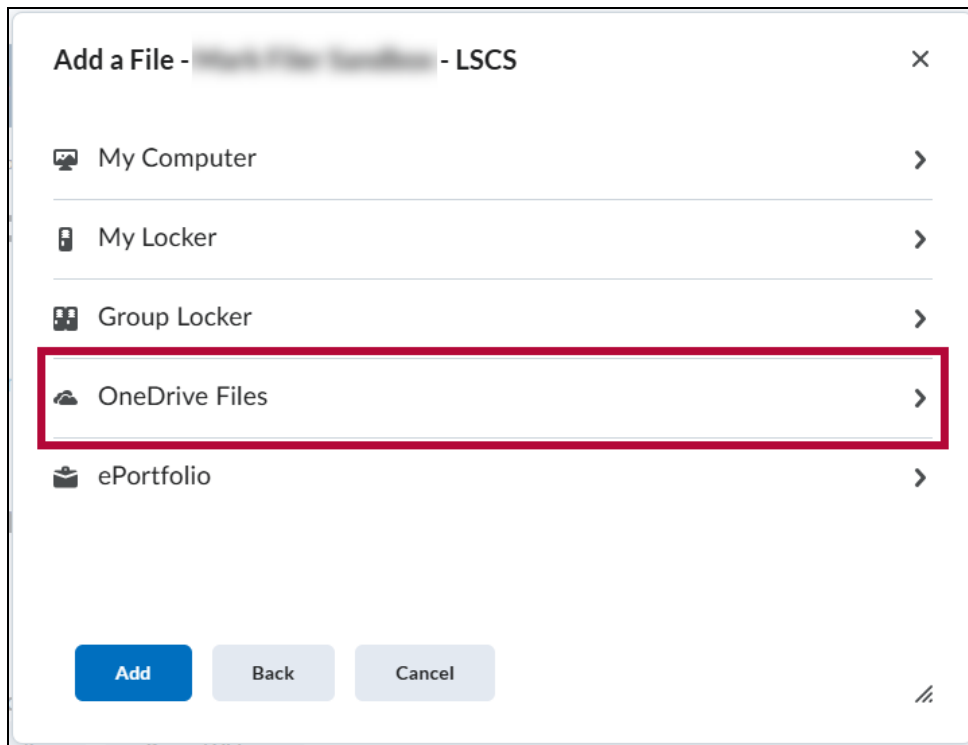 Add a File - - LSCS
My Computer
My Locker
Group Locker
OneDrive Files
ePortfolio
Add Back Cancel